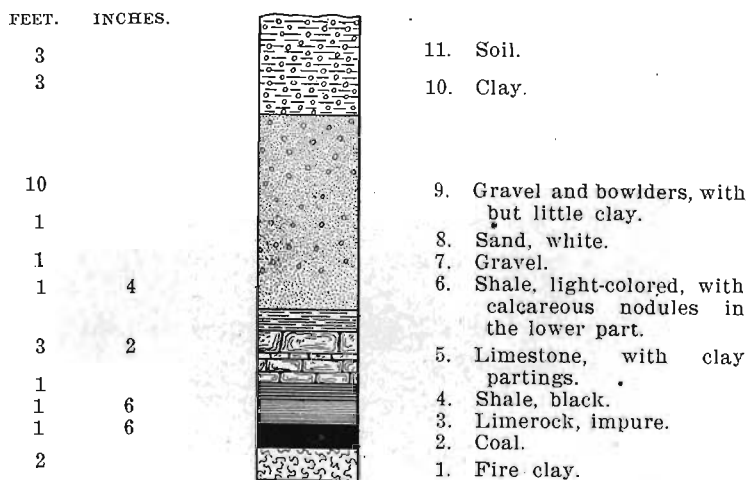 FEET. INCHES.
3
3
10
1
1
1 4
3 2
1
1 6
1 6
2
11. Soil.
10. Clay.
9. Gravel and bowlders, with
but little clay.
8. Sand, white.
7. Gravel.
6. Shale, light-colored, with
calcareous nodules in
the lower part.
5. Limestone, with clay
partings.
4. Shale, black.
3. Limerock, impure.
2. Coal.
1. Fire clay.